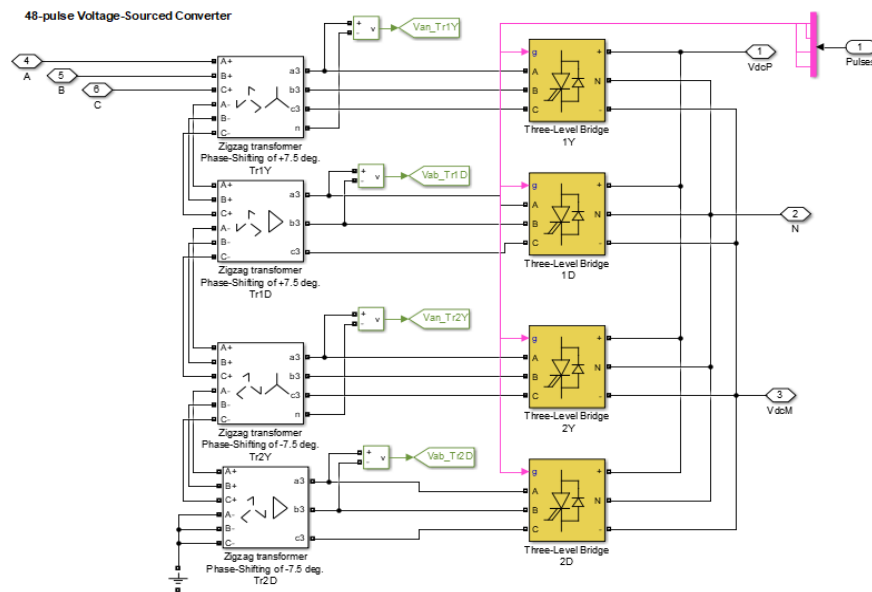 48-pulse Voltage-Sourced Converter
+
-
v
Van_Tr1Y
4
A
5
B
6
C
A+
B+
C+
A-
B-
C-
a3
b3
c3
n
Zigzag transformer
Phase-Shifting of +7.5 deg.
Tr1Y
g
A
B
C
+
N
-
Three-Level Bridge
1Y
1
VdcP
1
Pulses
+
-
v
Vab_Tr1D
A+
B+
C+
A-
B-
C-
a3
b3
c3
Zigzag transformer
Phase-Shifting of +7.5 deg.
Tr1D
g
A
B
C
+
N
-
Three-Level Bridge
1D
2
N
+
-
v
Van_Tr2Y
A+
B+
C+
A-
B-
C-
a3
b3
c3
n
Zigzag transformer
Phase-Shifting of -7.5 deg.
Tr2Y
g
A
B
C
+
N
-
Three-Level Bridge
2Y
3
VdcM
+
-
v
Vab_Tr2D
A+
B+
C+
A-
B-
C-
a3
b3
c3
Zigzag transformer
Phase-Shifting of -7.5 deg.
Tr2D
g
A
B
C
+
N
-
Three-Level Bridge
2D